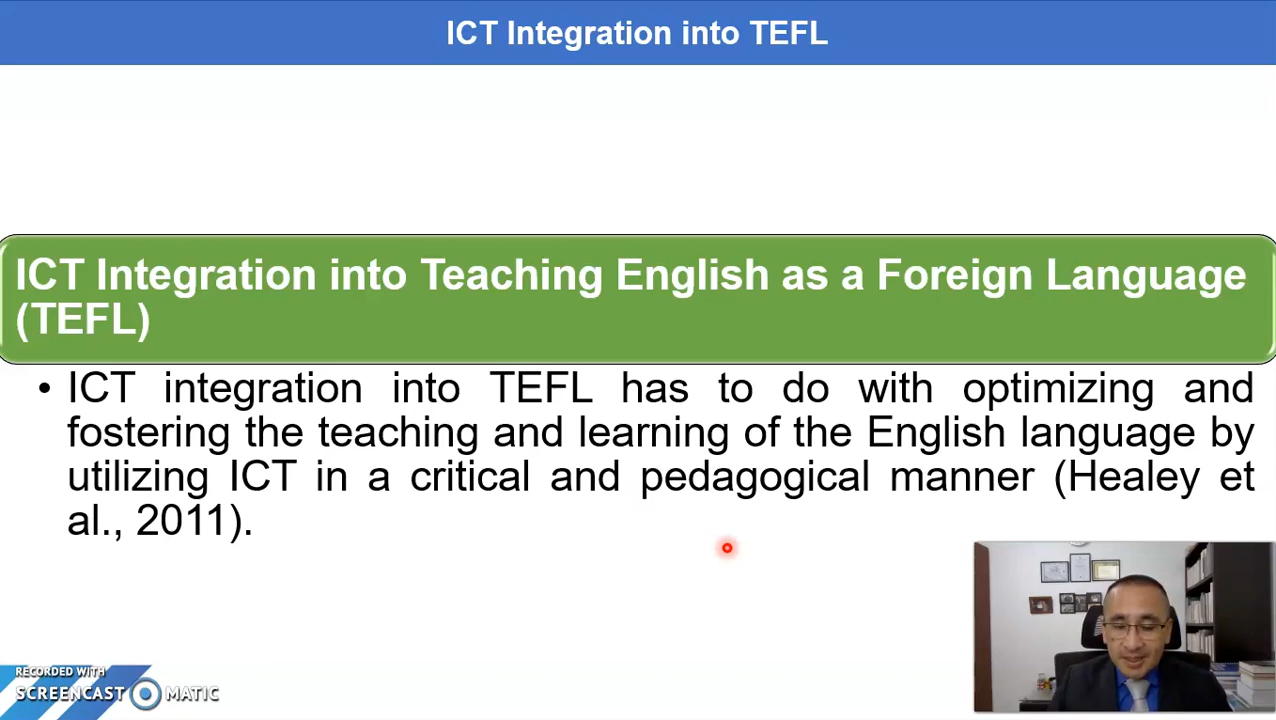 ICT Integration into TEFL
ICT Integration into Teaching English as a Foreign Language
(TEFL)
• ICT integration into TEFL has to do with optimizing and
fostering the teaching and learning of the English language by
utilizing ICT in a critical and pedagogical manner (Healey et
al., 2011).
RECORDED WITH
SCREENCAST MATIC